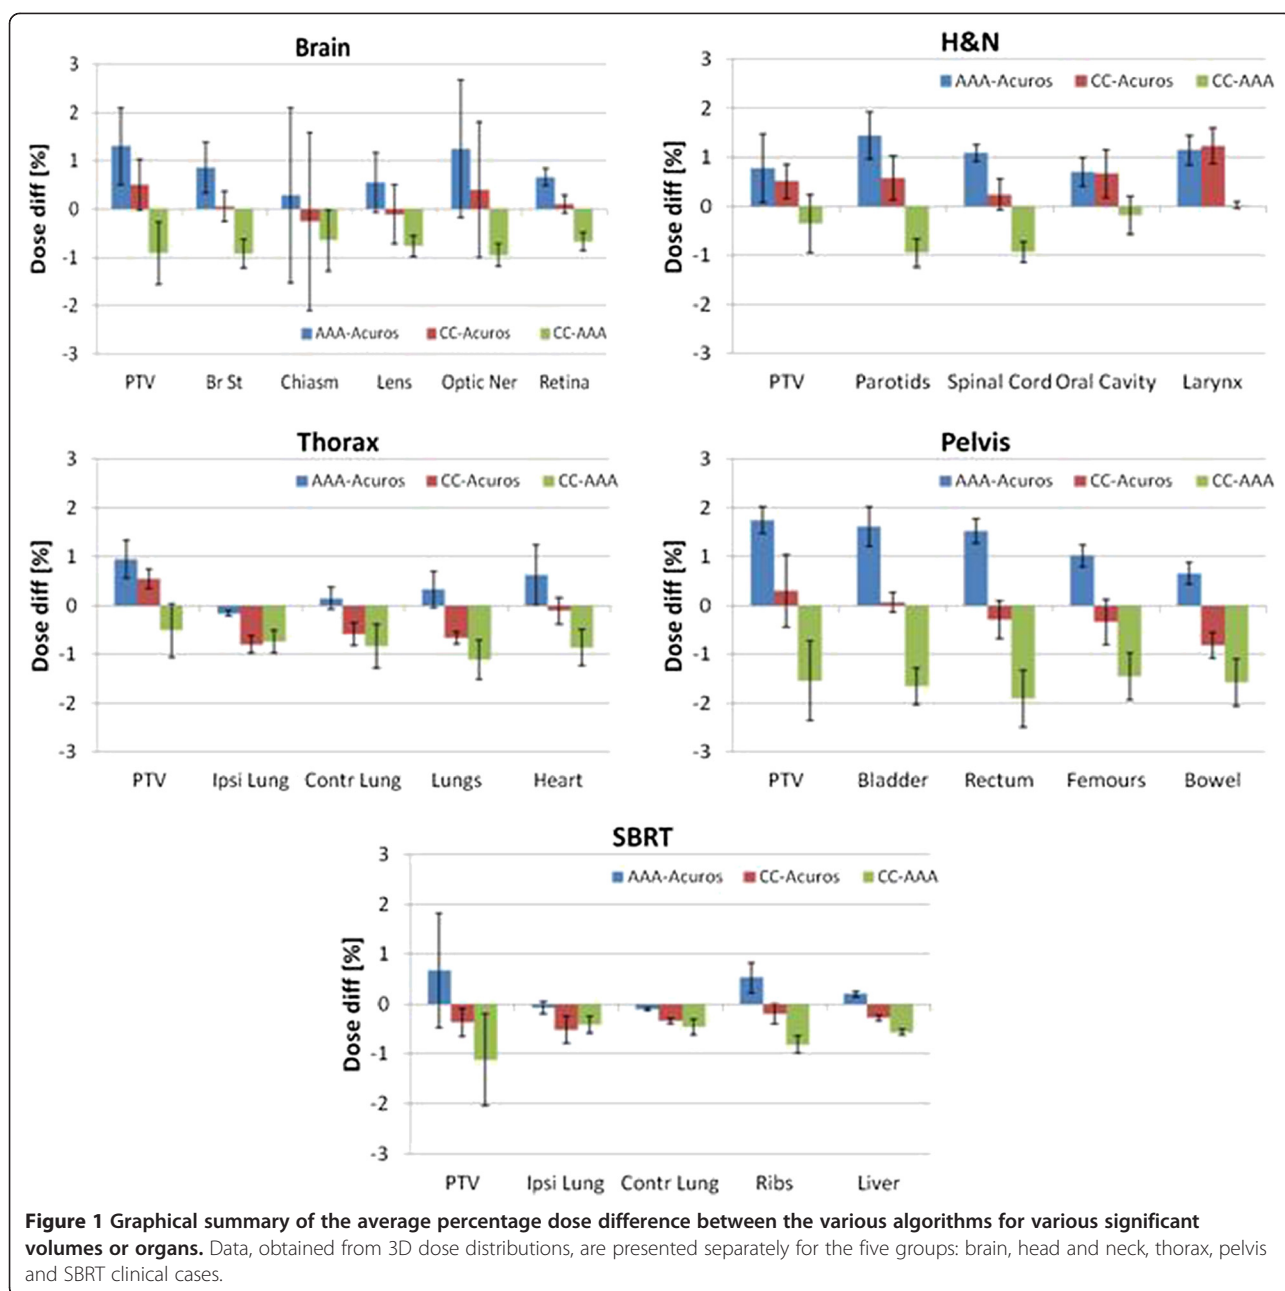 Brain
3
2
1
0
-1
-2
-3
Dose diff [%]
AAA-Acuros CC-Acuros CC-AAA
PTV Br St Chiasm Lens Optic Ner Retina
H&N
3
2
1
0
-1
-2
-3
Dose diff [%]
AAA-Acuros CC-Acuros CC-AAA
PTV Parotids Spinal Cord Oral Cavity Larynx
Thorax
3
2
1
0
-1
-2
-3
Dose diff [%]
AAA-Acuros CC-Acuros CC-AAA
PTV Ipsi Lung Contr Lung Lungs Heart
Pelvis
3
2
1
0
-1
-2
-3
Dose diff [%]
AAA-Acuros CC-Acuros CC-AAA
PTV Bladder Rectum Femours Bowel
SBRT
3
2
1
0
-1
-2
-3
Dose diff [%]
AAA-Acuros CC-Acuros CC-AAA
PTV Ipsi Lung Contr Lung Ribs Liver
Figure 1 Graphical summary of the average percentage dose difference between the various algorithms for various significant
volumes or organs. Data, obtained from 3D dose distributions, are presented separately for the five groups: brain, head and neck, thorax, pelvis
and SBRT clinical cases.